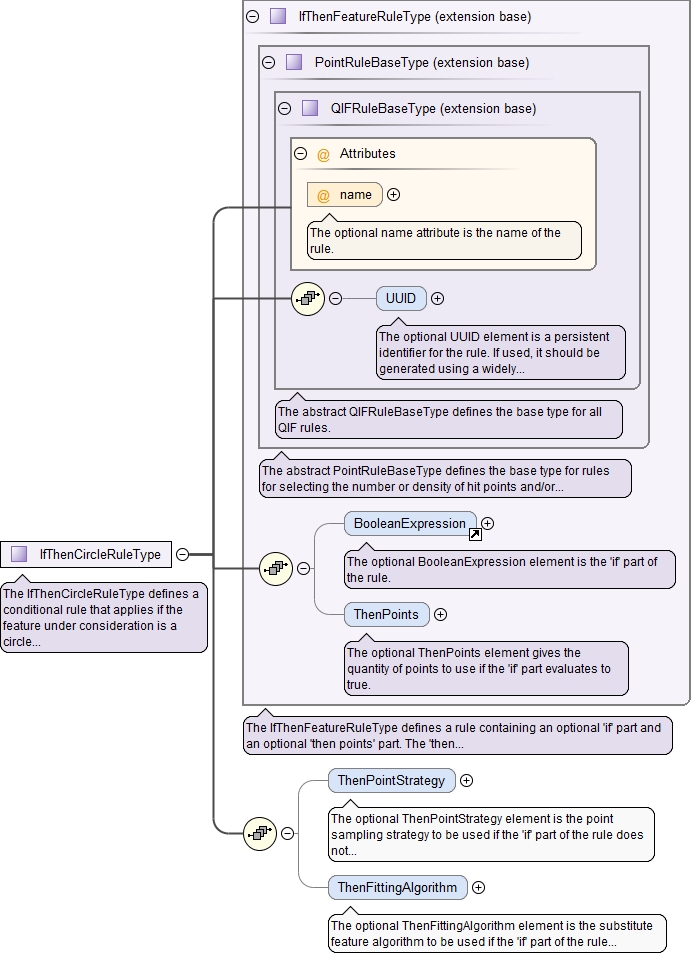 IfThenFeatureRuleType (extension base)
PointRuleBaseType (extension base)
QIFRuleBaseType (extension base)
@ Attributes
@ name
The optional name attribute is the name of the
rule.
UUID
The optional UUID element is a persistent
identifier for the rule. If used, it should be
generated using a widely...
The abstract QIFRuleBaseType defines the base type for all
QIF rules.
The abstract PointRuleBaseType defines the base type for rules
for selecting the number or density of hit points and/or...
BooleanExpression
The optional BooleanExpression element is the 'if' part of
the rule.
ThenPoints
The optional ThenPoints element gives the
quantity of points to use if the 'if' part evaluates to
true.
IfThenCircleRuleType
The IfThenCircleRuleType defines a
conditional rule that applies if the
feature under consideration is a
circle...
The IfThenFeatureRuleType defines a rule containing an optional 'if' part and
an optional 'then points' part. The 'then...
ThenPointStrategy
The optional ThenPointStrategy element is the point
sampling strategy to be used if the 'if' part of the rule does
not...
ThenFittingAlgorithm
The optional ThenFittingAlgorithm element is the substitute
feature algorithm to be used if the 'if' part of the rule...